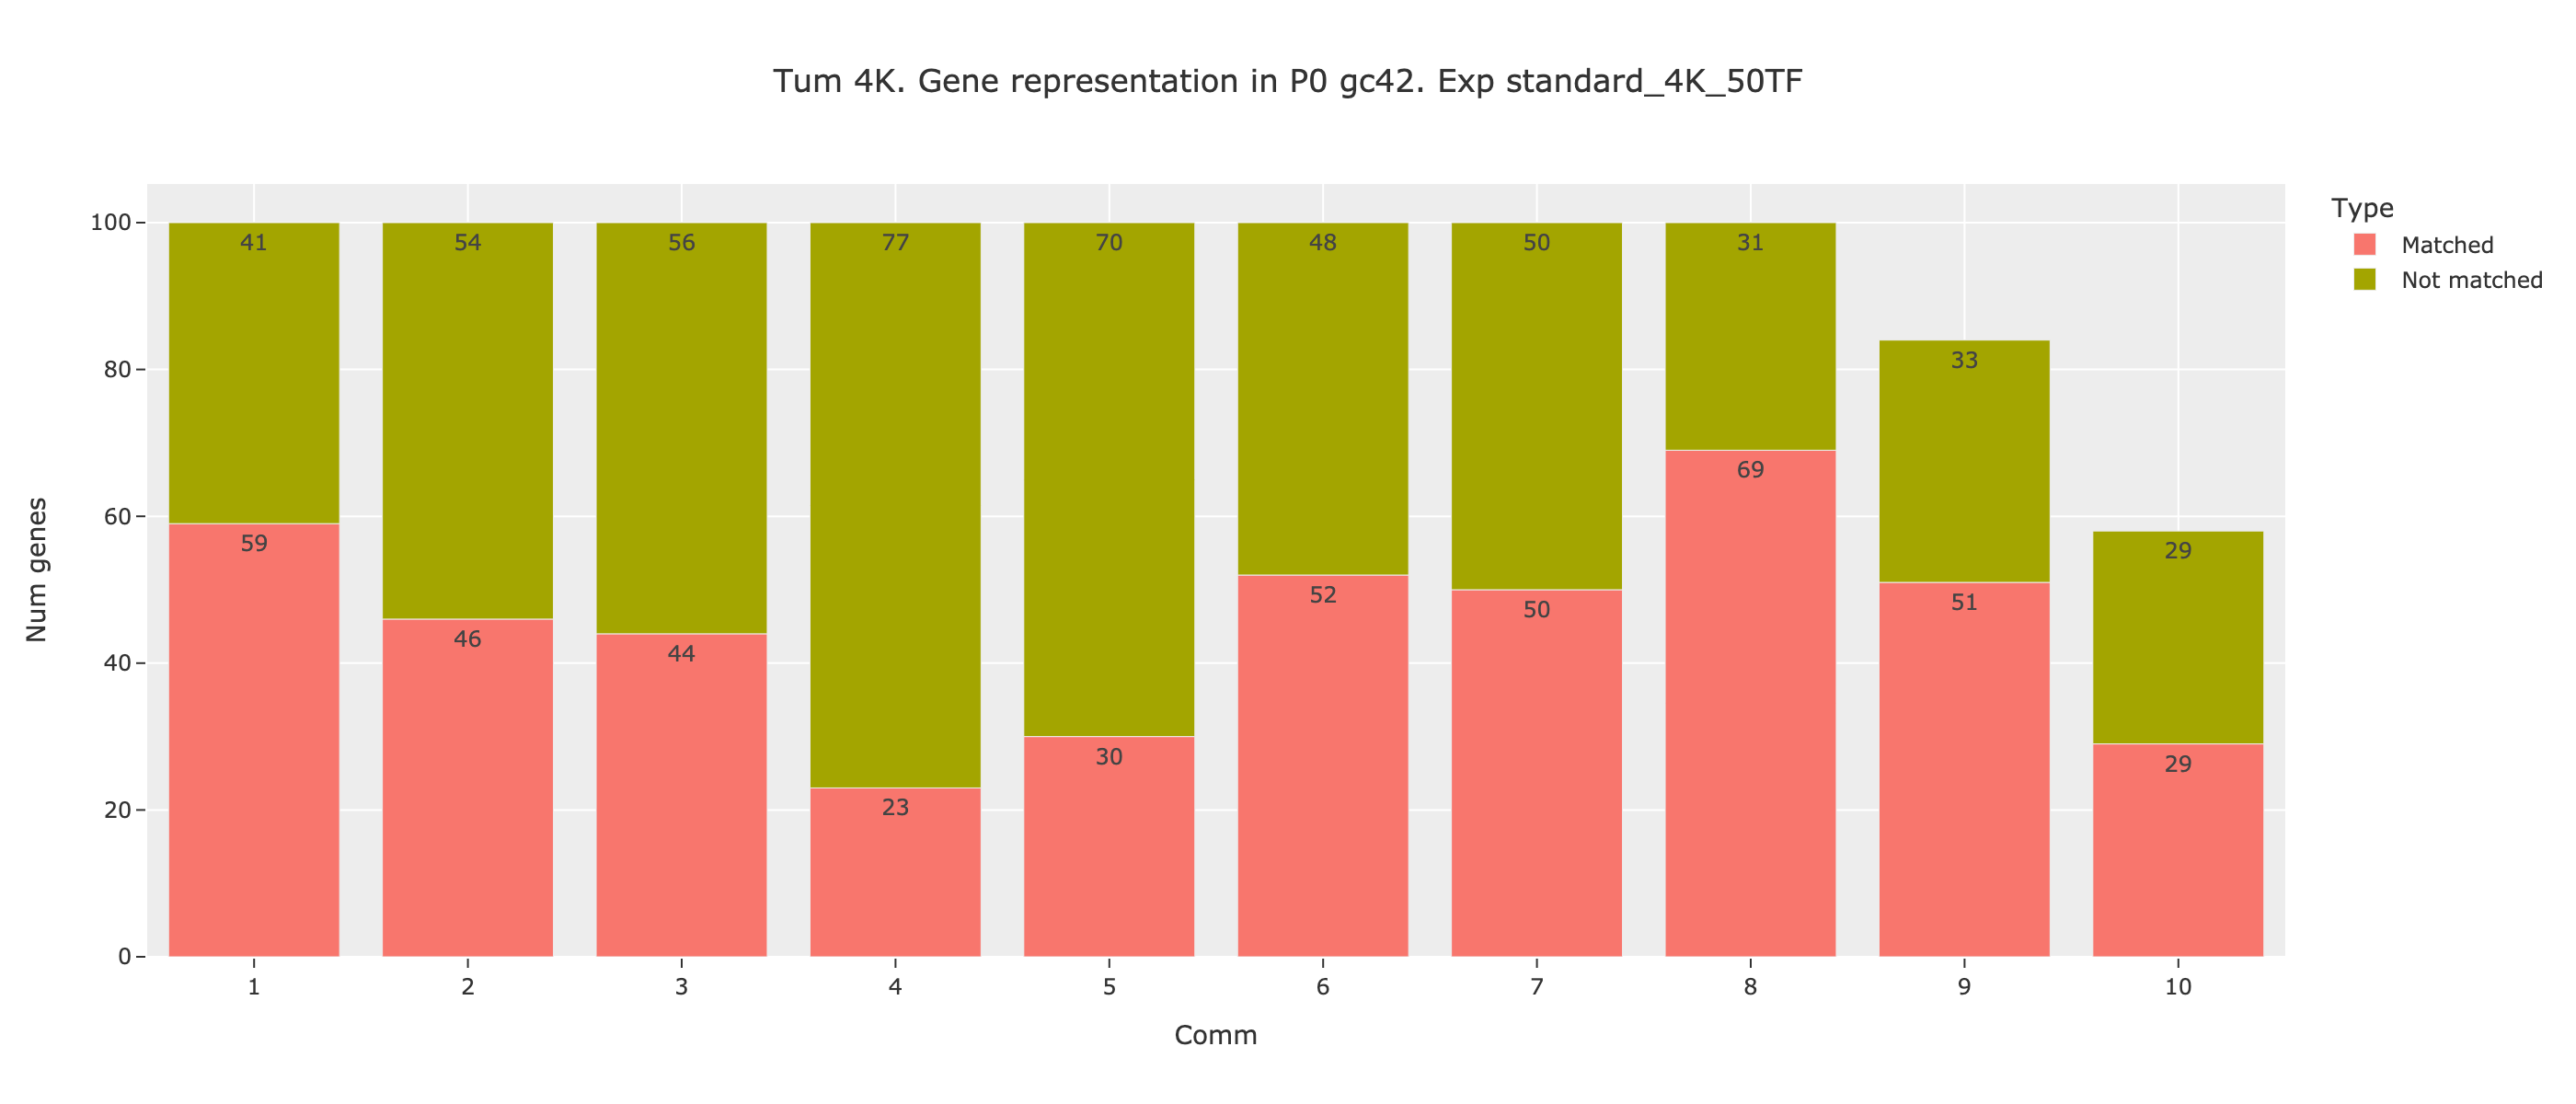 Tum 4K. Gene representation in P0 gc42. Exp standard_4K_50TF
Type
Matched
Not matched
Num genes
100
80
60
40
20
0
41 54 56 77 70 48 50 31 33 29
59 46 44 23 30 52 50 69 51 29
1 2 3 4 5 6 7 8 9 10
Comm